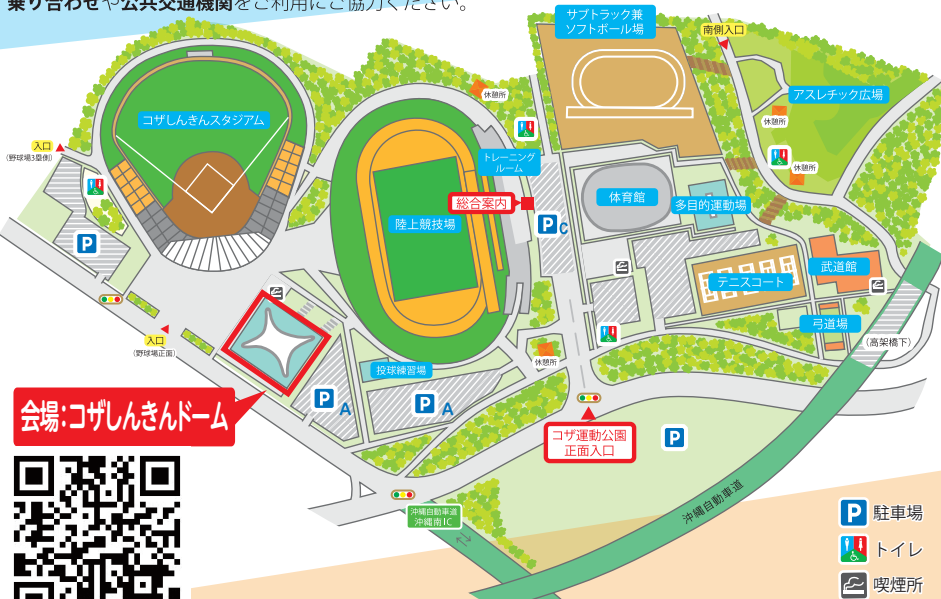 乗り合わせや公共交通機関をご利用にご協力ください。
サブトラック兼
ソフトボール場
南側入口
コザしんきんスタジアム
休憩所
アスレチック広場
休憩所
入口
(野球場3塁側)
トレーニング
ルーム
休憩所
総合案内
体育館
多目的運動場
陸上競技場
P
C
P
武道館
テニスコート
弓道場
入口
(野球場正面)
(高架橋下)
休憩所
投球練習場
P
A
P
A
会場:コザしんきんドーム
コザ運動公園
正面入口
P
沖縄自動車道
沖縄自動車道
沖縄南IC
P
駐車場
トイレ
喫煙所